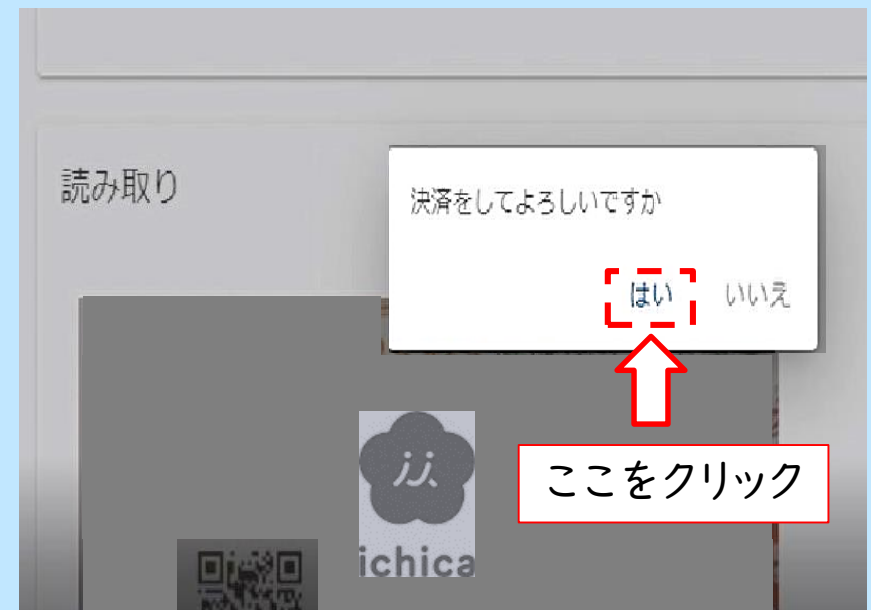 読み取り
決済をしてよろしいですか
はい いいえ
ここをクリック
ichica